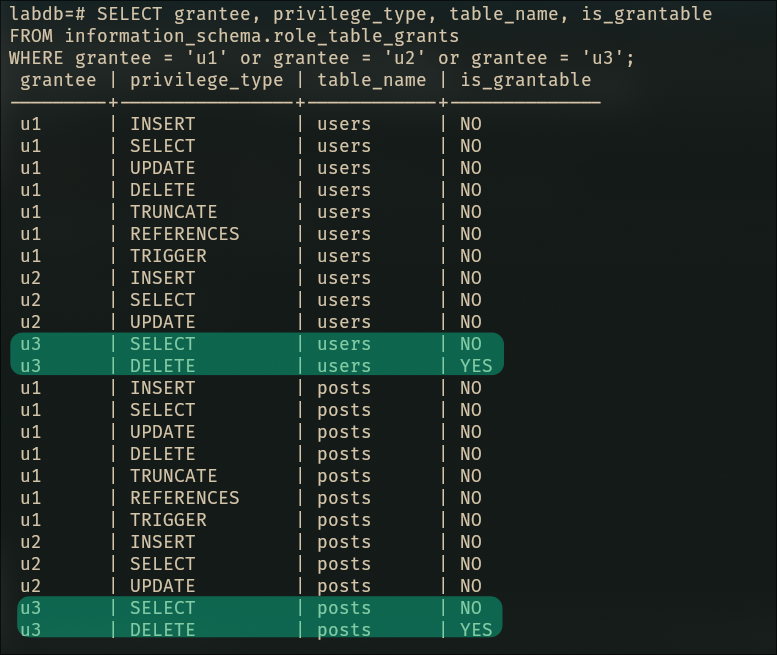 labdb=# SELECT grantee, privilege_type, table_name, is_grantable
FROM information_schema.role_table_grants
WHERE grantee = 'u1' or grantee = 'u2' or grantee = 'u3';
 grantee | privilege_type | table_name | is_grantable
---------+----------------+------------+--------------
 u1      | INSERT         | users      | NO
 u1      | SELECT         | users      | NO
 u1      | UPDATE         | users      | NO
 u1      | DELETE         | users      | NO
 u1      | TRUNCATE       | users      | NO
 u1      | REFERENCES     | users      | NO
 u1      | TRIGGER        | users      | NO
 u2      | INSERT         | users      | NO
 u2      | SELECT         | users      | NO
 u2      | UPDATE         | users      | NO
 u3      | SELECT         | users      | NO
 u3      | DELETE         | users      | YES
 u1      | INSERT         | posts      | NO
 u1      | SELECT         | posts      | NO
 u1      | UPDATE         | posts      | NO
 u1      | DELETE         | posts      | NO
 u1      | TRUNCATE       | posts      | NO
 u1      | REFERENCES     | posts      | NO
 u1      | TRIGGER        | posts      | NO
 u2      | INSERT         | posts      | NO
 u2      | SELECT         | posts      | NO
 u2      | UPDATE         | posts      | NO
 u3      | SELECT         | posts      | NO
 u3      | DELETE         | posts      | YES